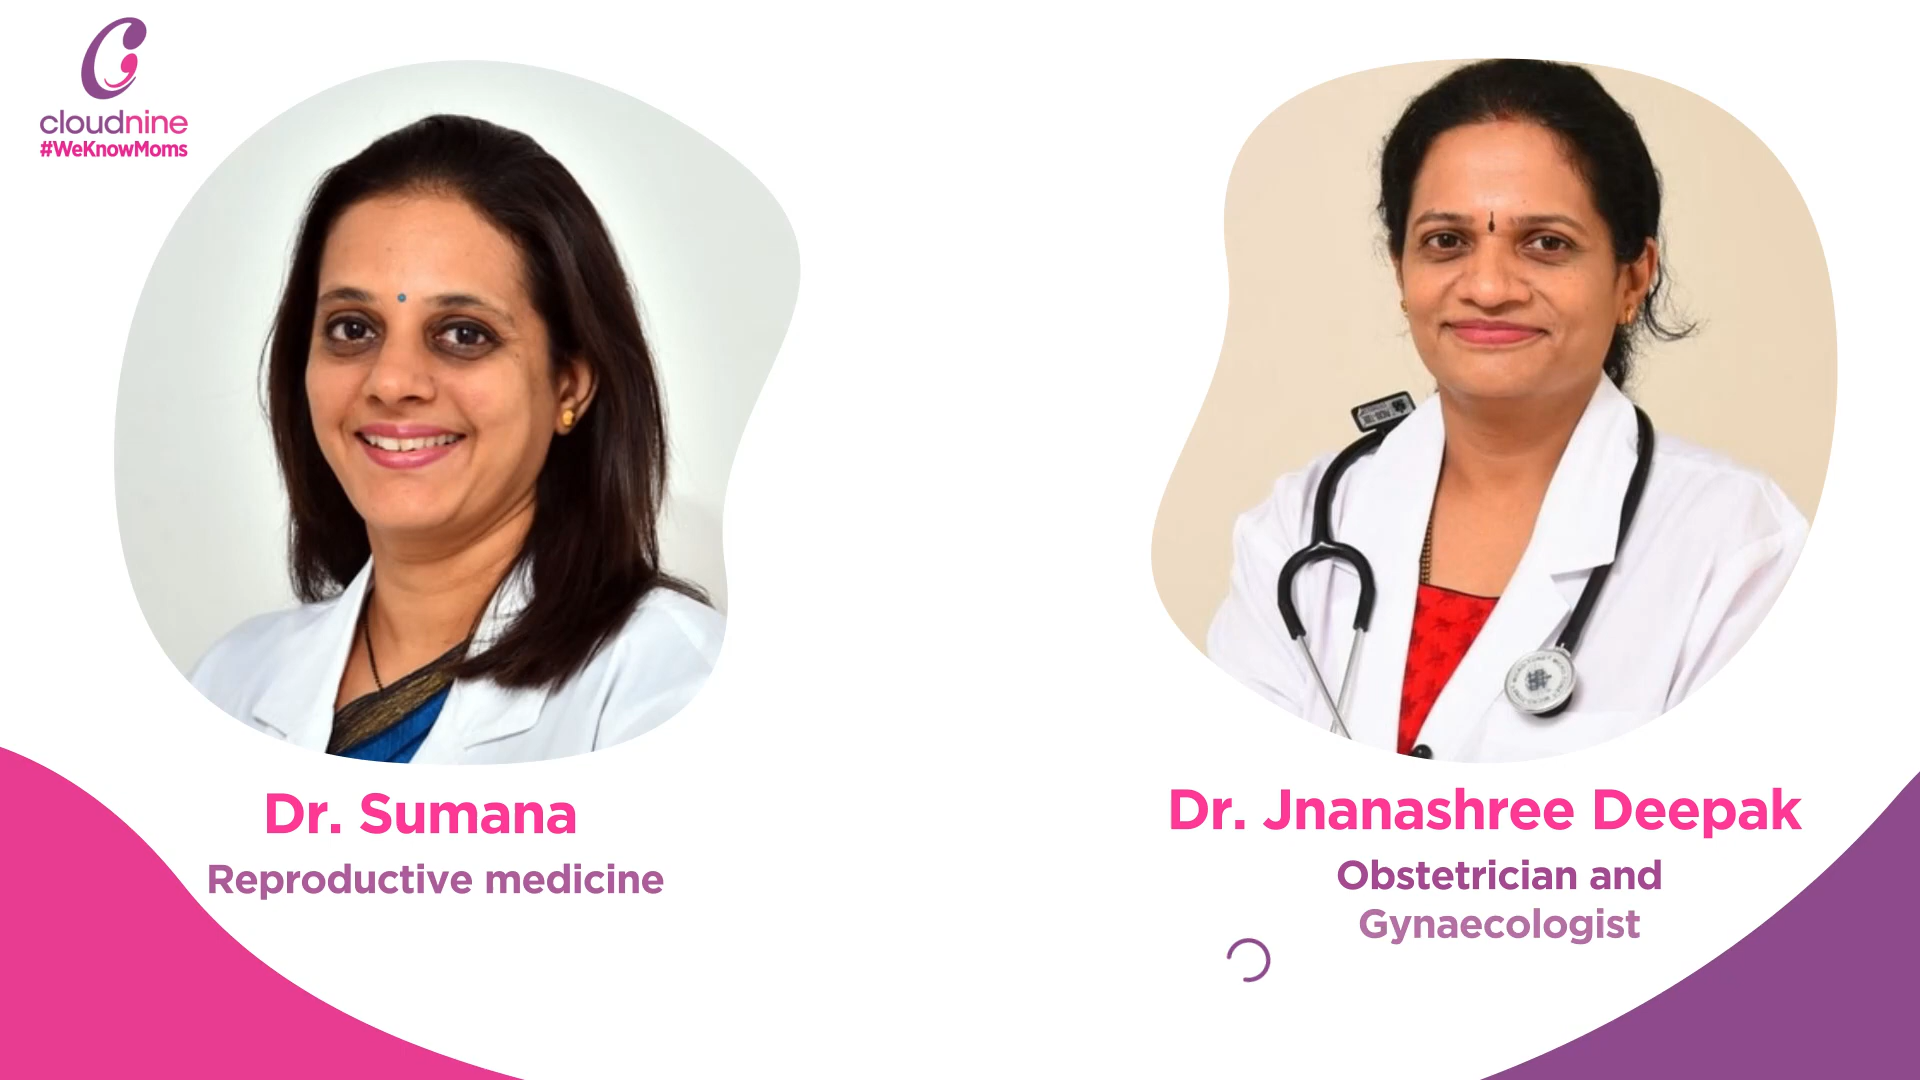 cloudnine
#WeKnowMoms
Dr. Sumana
Reproductive medicine
Dr. Jnanashree Deepak
Obstetrician and
Gynaecologist